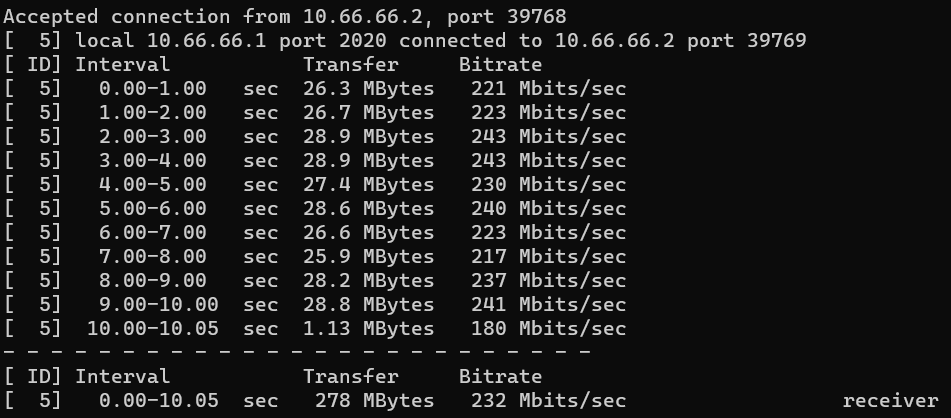 Accepted connection from 10.66.66.2, port 39768
[  5] local 10.66.66.1 port 2020 connected to 10.66.66.2 port 39769
[ ID] Interval           Transfer     Bitrate
[  5]   0.00-1.00   sec  26.3 MBytes   221 Mbits/sec
[  5]   1.00-2.00   sec  26.7 MBytes   223 Mbits/sec
[  5]   2.00-3.00   sec  28.9 MBytes   243 Mbits/sec
[  5]   3.00-4.00   sec  28.9 MBytes   243 Mbits/sec
[  5]   4.00-5.00   sec  27.4 MBytes   230 Mbits/sec
[  5]   5.00-6.00   sec  28.6 MBytes   240 Mbits/sec
[  5]   6.00-7.00   sec  26.6 MBytes   223 Mbits/sec
[  5]   7.00-8.00   sec  25.9 MBytes   217 Mbits/sec
[  5]   8.00-9.00   sec  28.2 MBytes   237 Mbits/sec
[  5]   9.00-10.00  sec  28.8 MBytes   241 Mbits/sec
[  5]  10.00-10.05  sec  1.13 MBytes   180 Mbits/sec
- - - - - - - - - - - - - - - - - - - - - - - - -
[ ID] Interval           Transfer     Bitrate
[  5]   0.00-10.05  sec   278 MBytes   232 Mbits/sec                  receiver